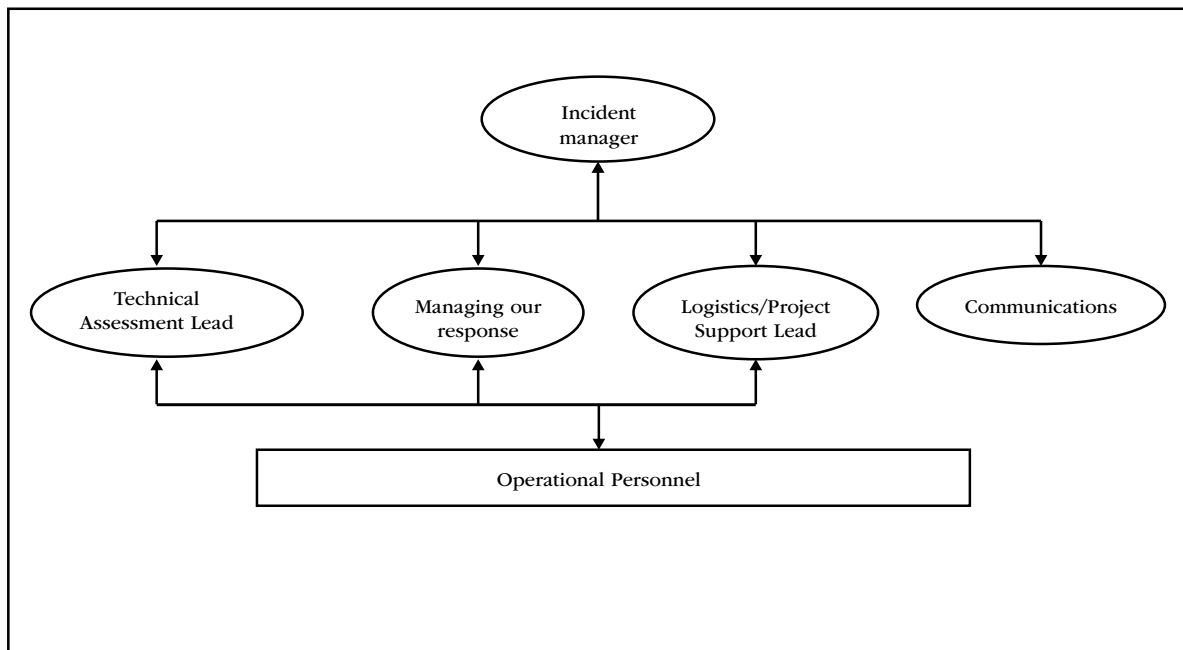 Incident
manager
Technical
Assessment Lead
Managing our
response
Logistics/Project
Support Lead
Communications
Operational Personnel